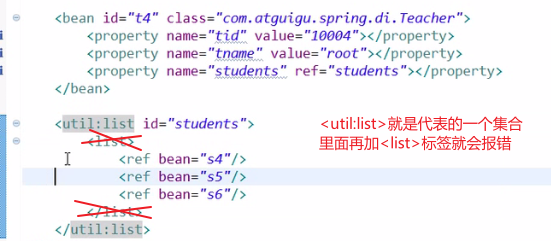 <bean id="t4" class="com.atguigu.spring.di.Teacher">
<property name="tid" value="10004"></property>
<property name="tname" value="root"></property>
<property name="students" ref="students"></property>
</bean>
<util:list id="students">
<list>
<ref bean="s4"/>
<ref bean="s5"/>
<ref bean="s6"/>
</list>
</util:list>
<util:list>就是代表的一个集合
里面再加<list>标签就会报错